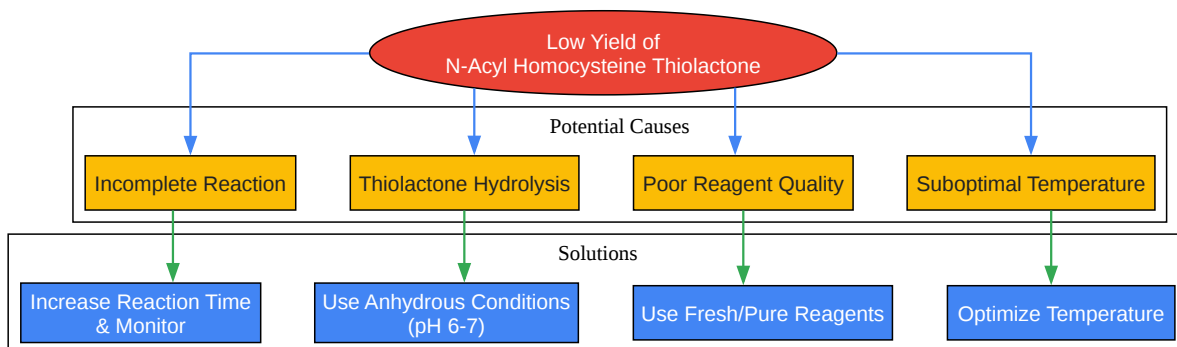 Low Yield of
N-Acyl Homocysteine Thiolactone
Potential Causes
Incomplete Reaction
Thiolactone Hydrolysis
Poor Reagent Quality
Suboptimal Temperature
Solutions
Increase Reaction Time
& Monitor
Use Anhydrous Conditions
(pH 6-7)
Use Fresh/Pure Reagents
Optimize Temperature